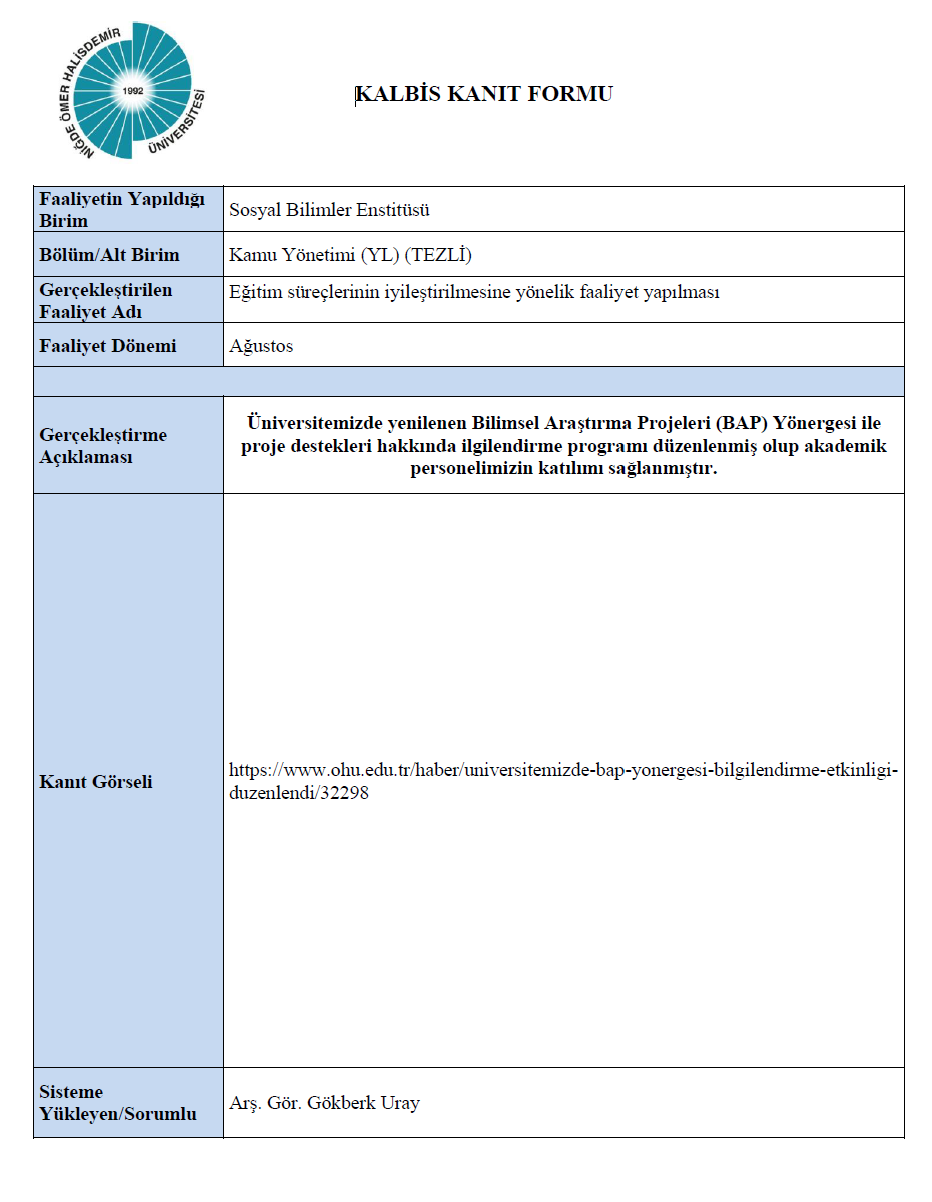 NİĞDE ÖMER HALİSDEMİR
ÜNİVERSİTESİ
1992
KALBİS KANIT FORMU
Faaliyetin Yapıldığı
Birim
Sosyal Bilimler Enstitüsü
Bölüm/Alt Birim
Kamu Yönetimi (YL) (TEZLİ)
Gerçekleştirilen
Faaliyet Adı
Eğitim süreçlerinin iyileştirilmesine yönelik faaliyet yapılması
Faaliyet Dönemi
Ağustos
Gerçekleştirme
Açıklaması
Üniversitemizde yenilenen Bilimsel Araştırma Projeleri (BAP) Yönergesi ile
proje destekleri hakkında ilgilendirme programı düzenlenmiş olup akademik
personelimizin katılımı sağlanmıştır.
Kanıt Görseli
https://www.ohu.edu.tr/haber/universitemizde-bap-yonergesi-bilgilendirme-etkinligi-
duzenlendi/32298
Sisteme
Yükleyen/Sorumlu
Arş. Gör. Gökberk Uray